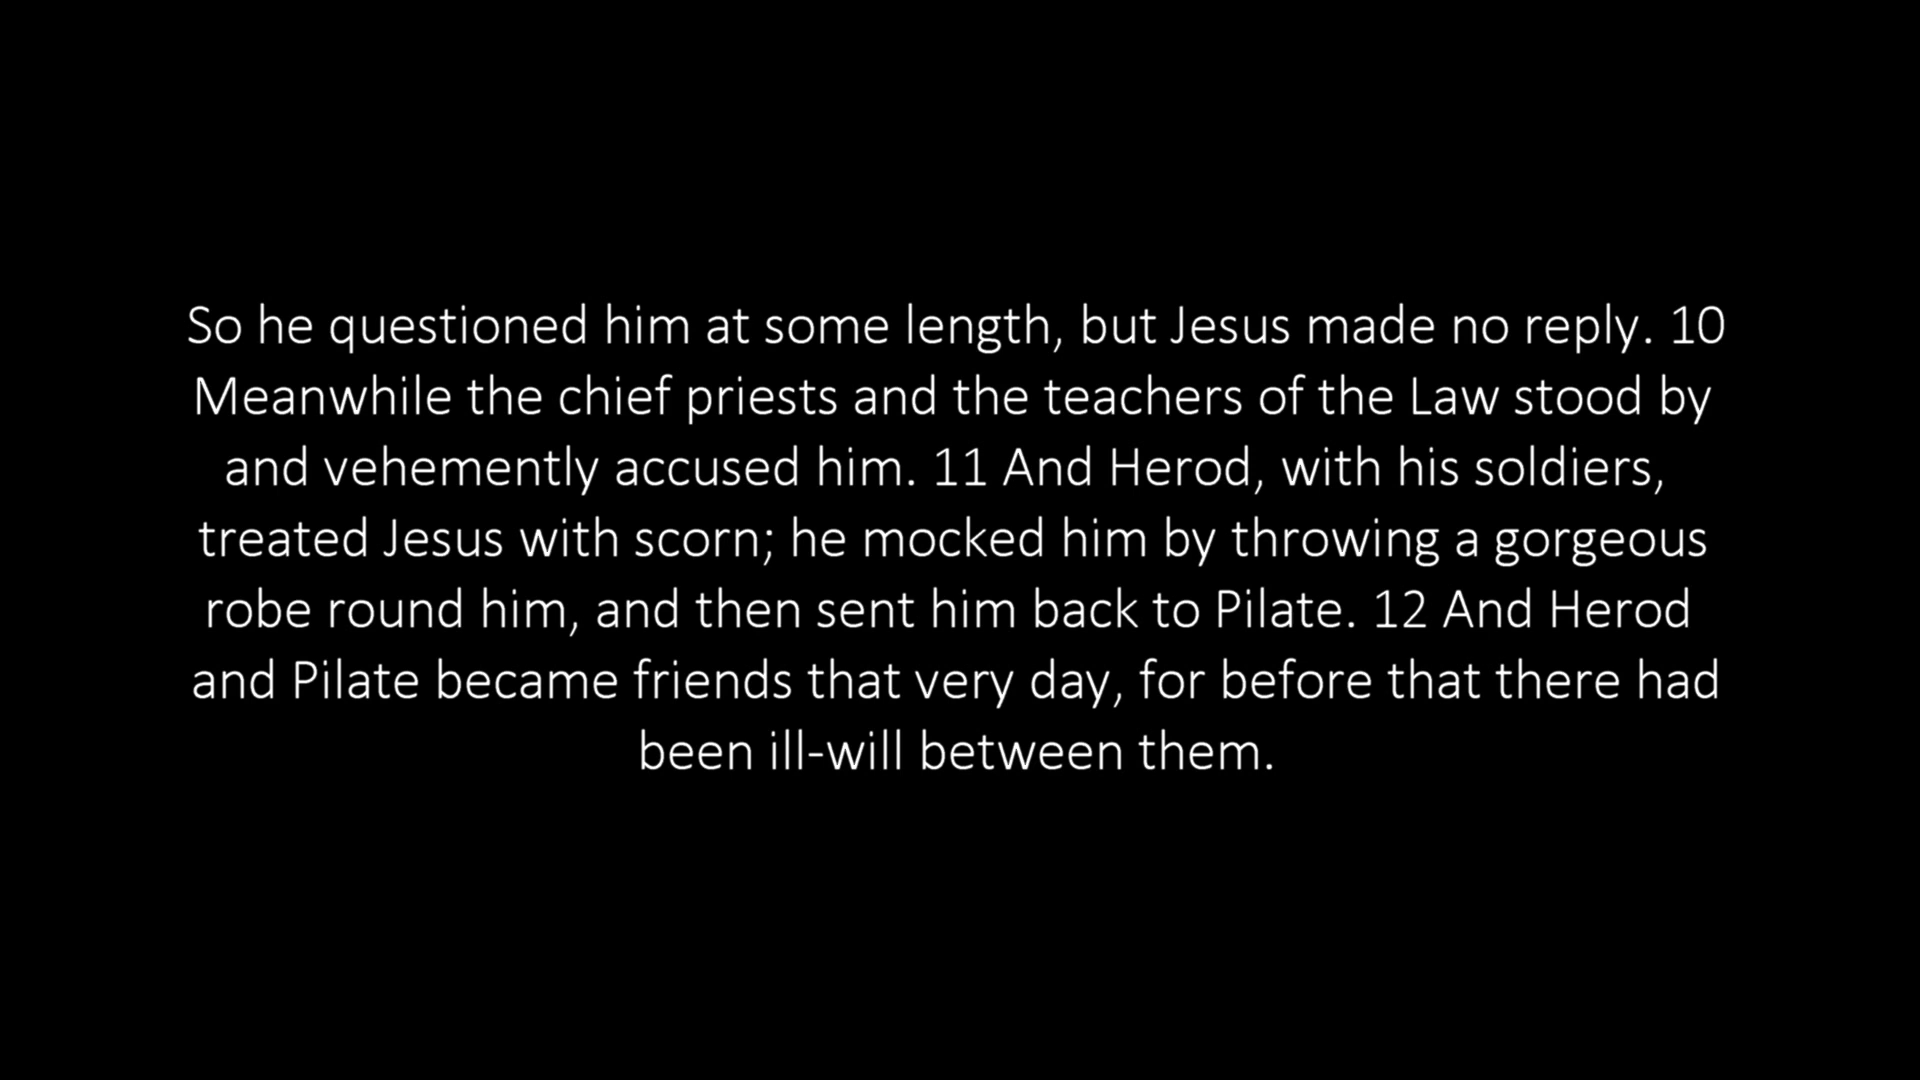 So he questioned him at some length, but Jesus made no reply. 10
Meanwhile the chief priests and the teachers of the Law stood by
and vehemently accused him. 11 And Herod, with his soldiers,
treated Jesus with scorn; he mocked him by throwing a gorgeous
robe round him, and then sent him back to Pilate. 12 And Herod
and Pilate became friends that very day, for before that there had
been ill-will between them.